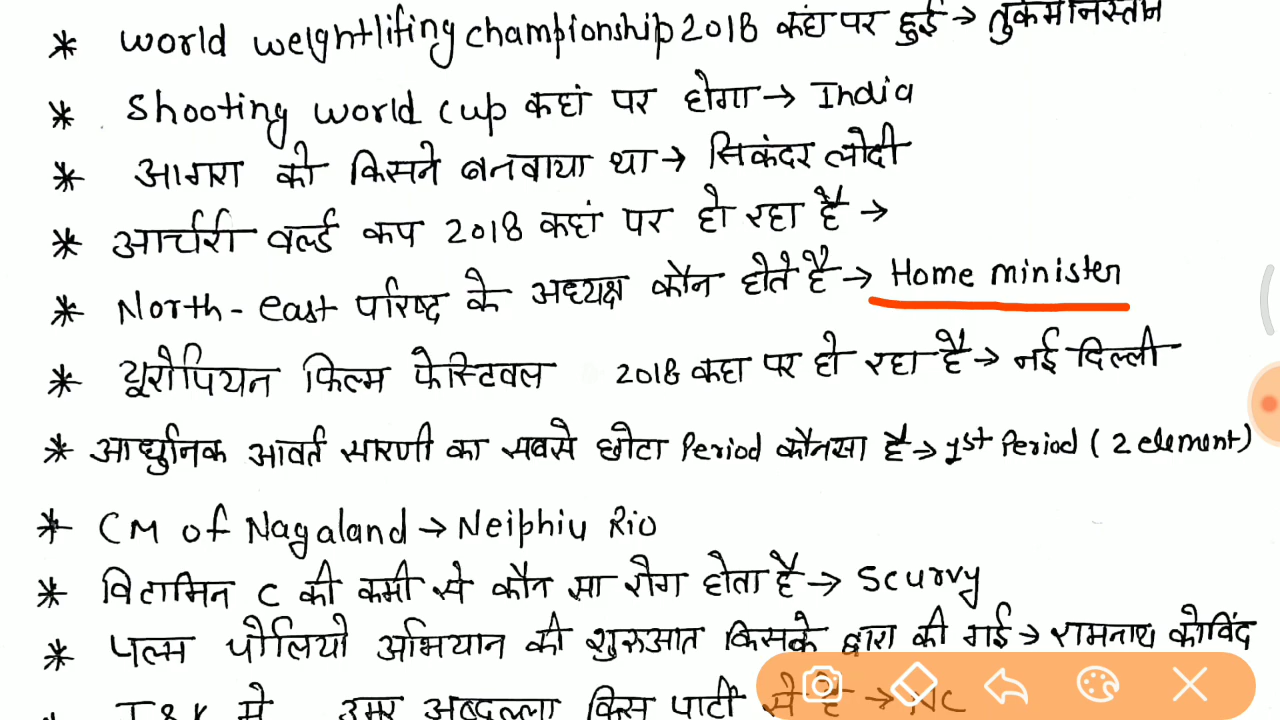 * World weightlifing championship 2018 कहा पर हुई → तुर्कमेनिस्तान
* Shooting world cup कहां पर होगा → India
* आगरा को किसने बनवाया था → सिकंदर लोदी
* आर्चरी वर्ल्ड कप 2018 कहां पर हो रहा है →
* North-east परिषद के अध्यक्ष कौन होते है → Home minister
* यूरोपियन फिल्म फेस्टिवल 2018 कहा पर हो रहा है → नई दिल्ली
* आर्धुनिक आवर्त सारणी का सबसे छोटा Period कौनसा है → 1st Period (2 element)
* CM of Nagaland → Neiphiu Rio
* विटामिन C की कमी से कौन सा रोग होता है → Scurvy
* पल्स पोलियो अभियान की शुरुआत किसके द्वारा की गई → रामनाथ कोविंद
* J&K में उमर अब्दुल्ला किस पार्टी से है → NC